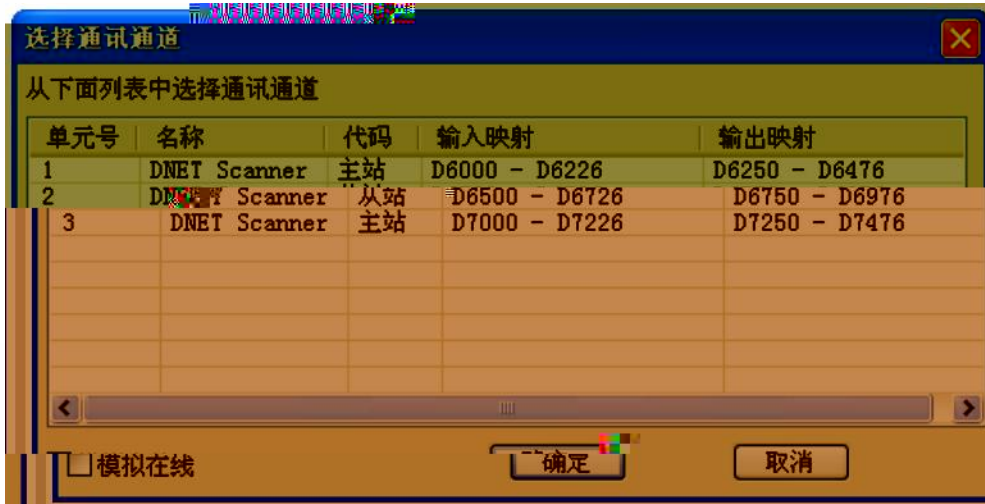 选择通讯通道
从下面列表中选择通讯通道
单元号 名称 代码 输入映射 输出映射
1 DNET Scanner 主站 D6000 - D6226 D6250 - D6476
2 Scanner 从站 D6500 - D6726 D6750 - D6976
3 DNET Scanner 主站 D7000 - D7226 D7250 - D7476
模拟在线 确定 取消